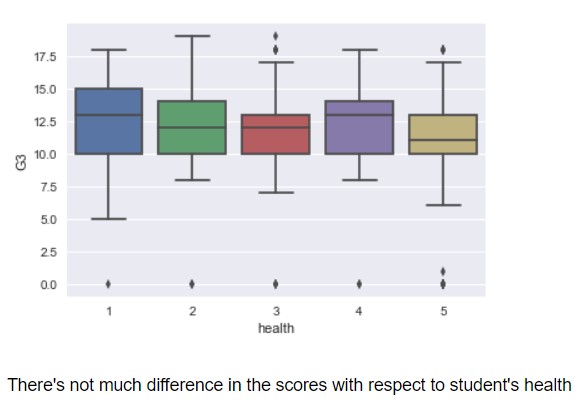 17.5
15.0
12.5
10.0
7.5
5.0
2.5
0.0
G3
1 2 3 4 5
health
There's not much difference in the scores with respect to student's health